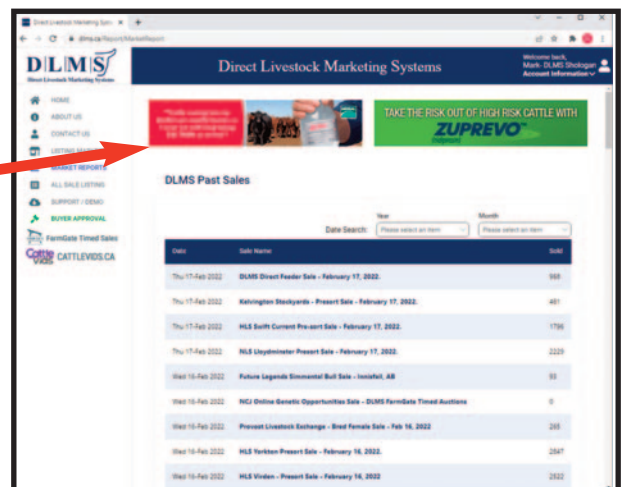 Direct Livestock Marketing Syst
dlms.ca/Report/MarketReport
DLMS
Direct Livestock Marketing Systems
Direct Livestock Marketing Systems
Welcome back,
Mark- DLMS Shologan
Account Information
HOME
ABOUT US
CONTACT US
MARKET REPORTS
ALL SALE LISTING
SUPPORT / DEMO
BUYER APPROVAL
FarmGate Timed Sales
Cattle Vids CATTLEVIDS.CA
TAKE THE RISK OUT OF HIGH RISK CATTLE WITH
ZUPREVO
DLMS Past Sales
Year Month
Date Search: Please select an item Please select an item
Date Sale Name Sold
Thu 17-Feb 2022 DLMS Direct Feeder Sale - February 17, 2022.
Thu 17-Feb 2022 Kelvington Stockyards - Presort Sale - February 17, 2022.
Thu 17-Feb 2022 HLS Swift Current Pre-sort Sale - February 17, 2022.
Thu 17-Feb 2022 NLS Lloydminster Presort Sale - February 17, 2022. 2229
Wed 16-Feb 2022 Future Legends Simmental Bull Sale - Innisfail, AB 93
Wed 16-Feb 2022 NCJ Online Genetic Opportunities Sale - DLMS FarmGate Timed Auctions 0
Wed 16-Feb 2022 Provost Livestock Exchange - Bred Female Sale - Feb 16, 2022
Wed 16-Feb 2022 HLS Yorkton Presort Sale - February 16, 2022. 2647
Wed 16-Feb 2022 HLS Virden - Presort Sale - February 16, 2022 2522